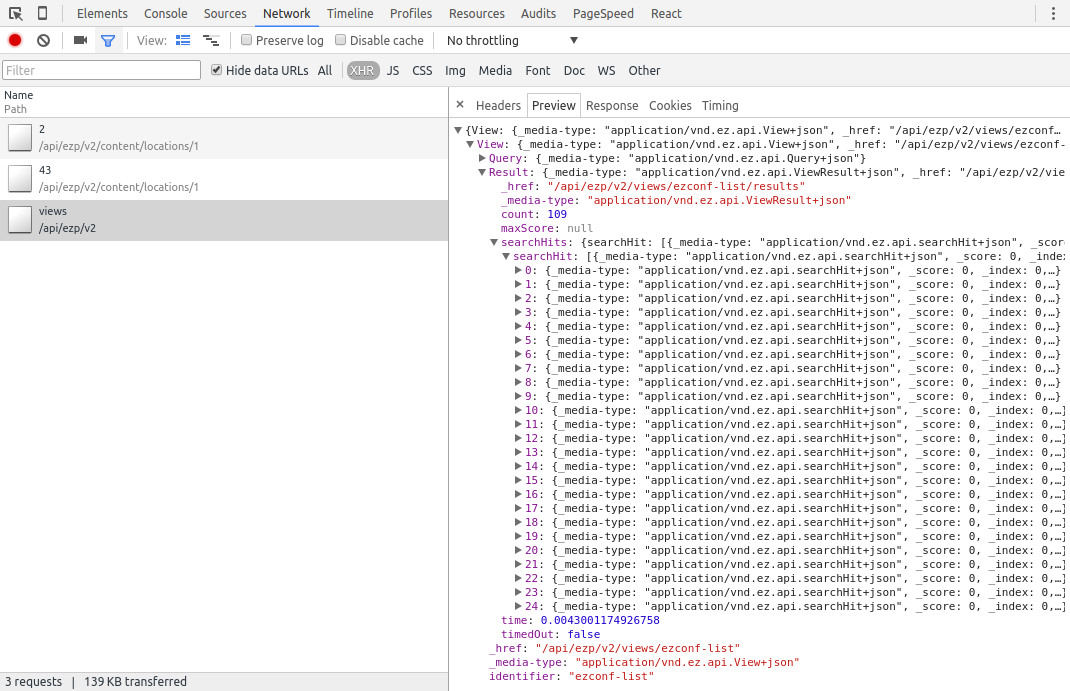 Elements Console Sources Network Timeline Profiles Resources Audits PageSpeed React
View: Preserve log Disable cache No throttling
Filter Hide data URLs All XHR JS CSS Img Media Font Doc WS Other
Name
Path
2
/api/ezp/v2/content/locations/1
43
/api/ezp/v2/content/locations/1
views
/api/ezp/v2
3 requests | 139 KB transferred
× Headers Preview Response Cookies Timing
{View: {_media-type: "application/vnd.ez.api.View+json", _href: "/api/ezp/v2/views/ezconf…
View: {_media-type: "application/vnd.ez.api.View+json", _href: "/api/ezp/v2/views/ezconf-
Query: {_media-type: "application/vnd.ez.api.Query+json"}
Result: {_media-type: "application/vnd.ez.api.ViewResult+json", _href: "/api/ezp/v2/vie
_href: "/api/ezp/v2/views/ezconf-list/results"
_media-type: "application/vnd.ez.api.ViewResult+json"
count: 109
maxScore: null
searchHits: {searchHit: [{_media-type: "application/vnd.ez.api.searchHit+json", _scor
searchHit: [{_media-type: "application/vnd.ez.api.searchHit+json", _score: 0, _index
0: {_media-type: "application/vnd.ez.api.searchHit+json", _score: 0, _index: 0,…}
1: {_media-type: "application/vnd.ez.api.searchHit+json", _score: 0, _index: 0,…}
2: {_media-type: "application/vnd.ez.api.searchHit+json", _score: 0, _index: 0,…}
3: {_media-type: "application/vnd.ez.api.searchHit+json", _score: 0, _index: 0,…}
4: {_media-type: "application/vnd.ez.api.searchHit+json", _score: 0, _index: 0,…}
5: {_media-type: "application/vnd.ez.api.searchHit+json", _score: 0, _index: 0,…}
6: {_media-type: "application/vnd.ez.api.searchHit+json", _score: 0, _index: 0,…}
7: {_media-type: "application/vnd.ez.api.searchHit+json", _score: 0, _index: 0,…}
8: {_media-type: "application/vnd.ez.api.searchHit+json", _score: 0, _index: 0,…}
9: {_media-type: "application/vnd.ez.api.searchHit+json", _score: 0, _index: 0,…}
10: {_media-type: "application/vnd.ez.api.searchHit+json", _score: 0, _index: 0,…}
11: {_media-type: "application/vnd.ez.api.searchHit+json", _score: 0, _index: 0,…}
12: {_media-type: "application/vnd.ez.api.searchHit+json", _score: 0, _index: 0,…}
13: {_media-type: "application/vnd.ez.api.searchHit+json", _score: 0, _index: 0,…}
14: {_media-type: "application/vnd.ez.api.searchHit+json", _score: 0, _index: 0,…}
15: {_media-type: "application/vnd.ez.api.searchHit+json", _score: 0, _index: 0,…}
16: {_media-type: "application/vnd.ez.api.searchHit+json", _score: 0, _index: 0,…}
17: {_media-type: "application/vnd.ez.api.searchHit+json", _score: 0, _index: 0,…}
18: {_media-type: "application/vnd.ez.api.searchHit+json", _score: 0, _index: 0,…}
19: {_media-type: "application/vnd.ez.api.searchHit+json", _score: 0, _index: 0,…}
20: {_media-type: "application/vnd.ez.api.searchHit+json", _score: 0, _index: 0,…}
21: {_media-type: "application/vnd.ez.api.searchHit+json", _score: 0, _index: 0,…}
22: {_media-type: "application/vnd.ez.api.searchHit+json", _score: 0, _index: 0,…}
23: {_media-type: "application/vnd.ez.api.searchHit+json", _score: 0, _index: 0,…}
24: {_media-type: "application/vnd.ez.api.searchHit+json", _score: 0, _index: 0,…}
time: 0.0043001174926758
timedOut: false
_href: "/api/ezp/v2/views/ezconf-list"
_media-type: "application/vnd.ez.api.View+json"
identifier: "ezconf-list"